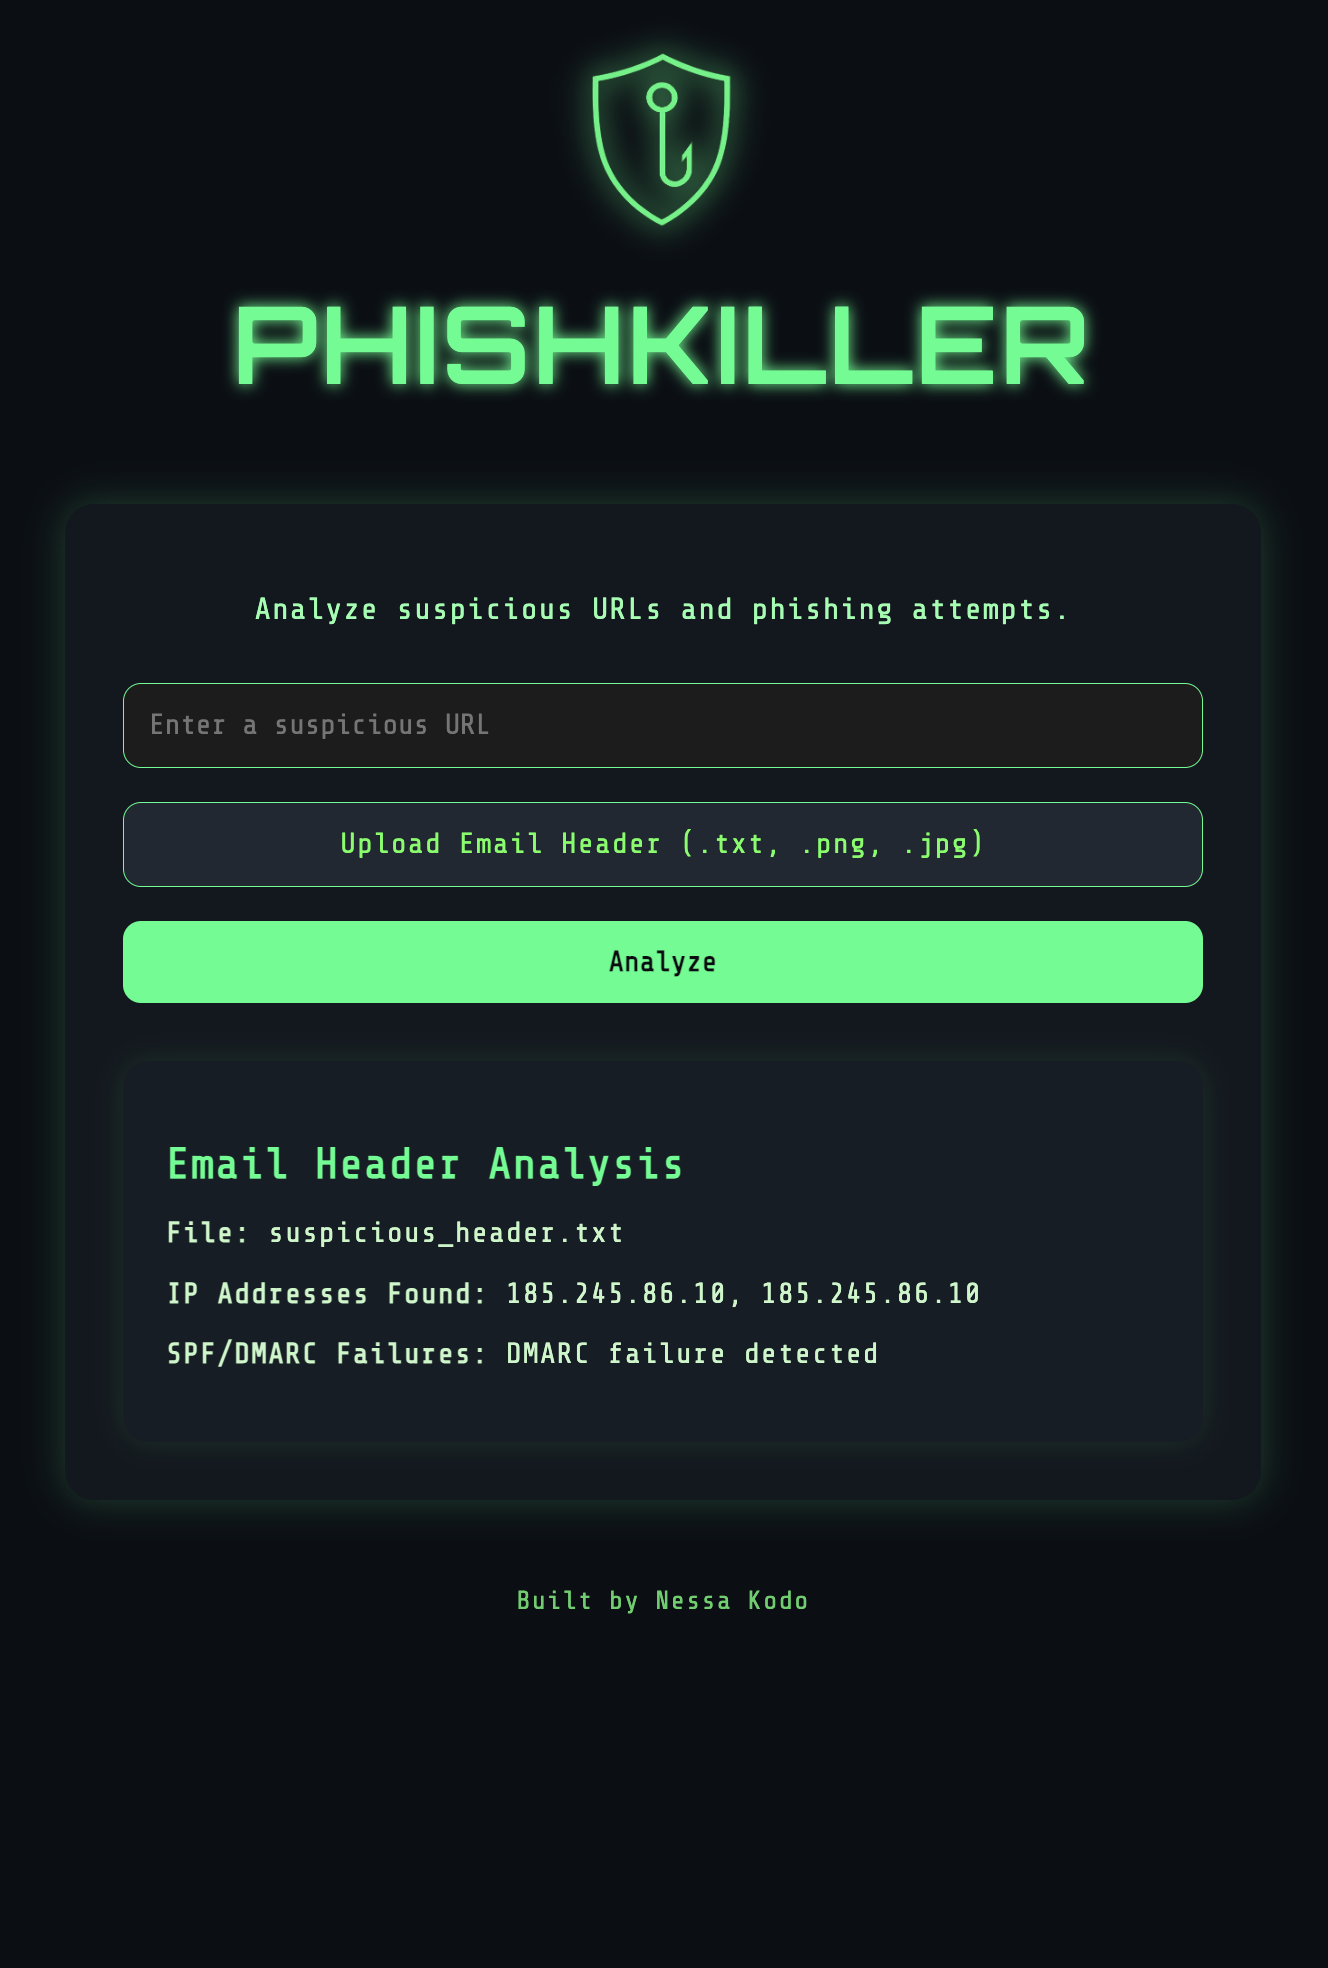 PHISHKILLER
Analyze suspicious URLs and phishing attempts.
Enter a suspicious URL
Upload Email Header (.txt, .png, .jpg)
Analyze
Email Header Analysis
File: suspicious_header.txt
IP Addresses Found: 185.245.86.10, 185.245.86.10
SPF/DMARC Failures: DMARC failure detected
Built by Nessa Kodo